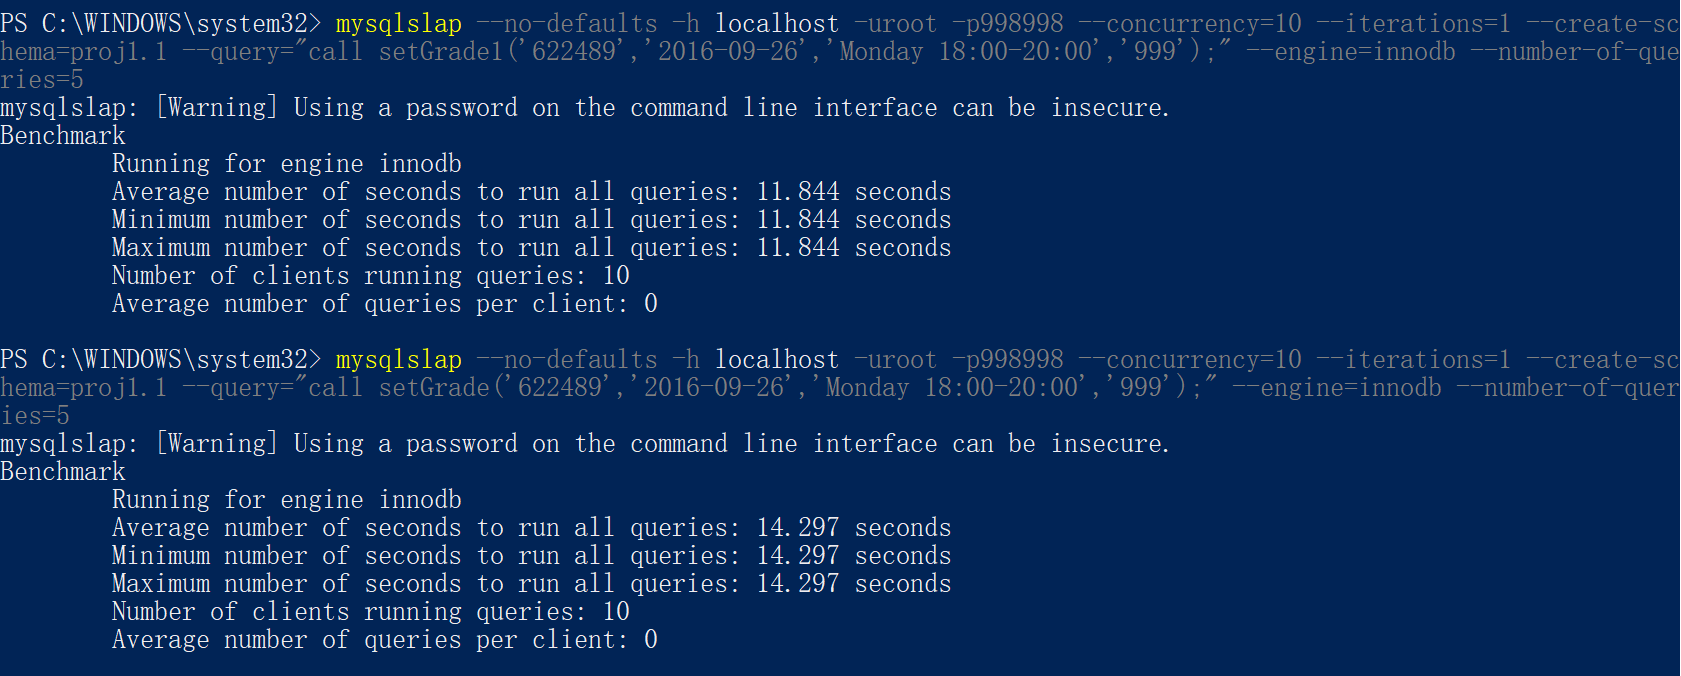 PS C:\WINDOWS\system32> mysqlslap --no-defaults -h localhost -uroot -p998998 --concurrency=10 --iterations=1 --create-sc
hema=proj1.1 --query="call setGrade1('622489','2016-09-26','Monday 18:00-20:00','999');" --engine=innodb --number-of-que
ries=5
mysqlslap: [Warning] Using a password on the command line interface can be insecure.
Benchmark
Running for engine innodb
Average number of seconds to run all queries: 11.844 seconds
Minimum number of seconds to run all queries: 11.844 seconds
Maximum number of seconds to run all queries: 11.844 seconds
Number of clients running queries: 10
Average number of queries per client: 0
PS C:\WINDOWS\system32> mysqlslap --no-defaults -h localhost -uroot -p998998 --concurrency=10 --iterations=1 --create-sc
hema=proj1.1 --query="call setGrade('622489','2016-09-26','Monday 18:00-20:00','999');" --engine=innodb --number-of-quer
ies=5
mysqlslap: [Warning] Using a password on the command line interface can be insecure.
Benchmark
Running for engine innodb
Average number of seconds to run all queries: 14.297 seconds
Minimum number of seconds to run all queries: 14.297 seconds
Maximum number of seconds to run all queries: 14.297 seconds
Number of clients running queries: 10
Average number of queries per client: 0